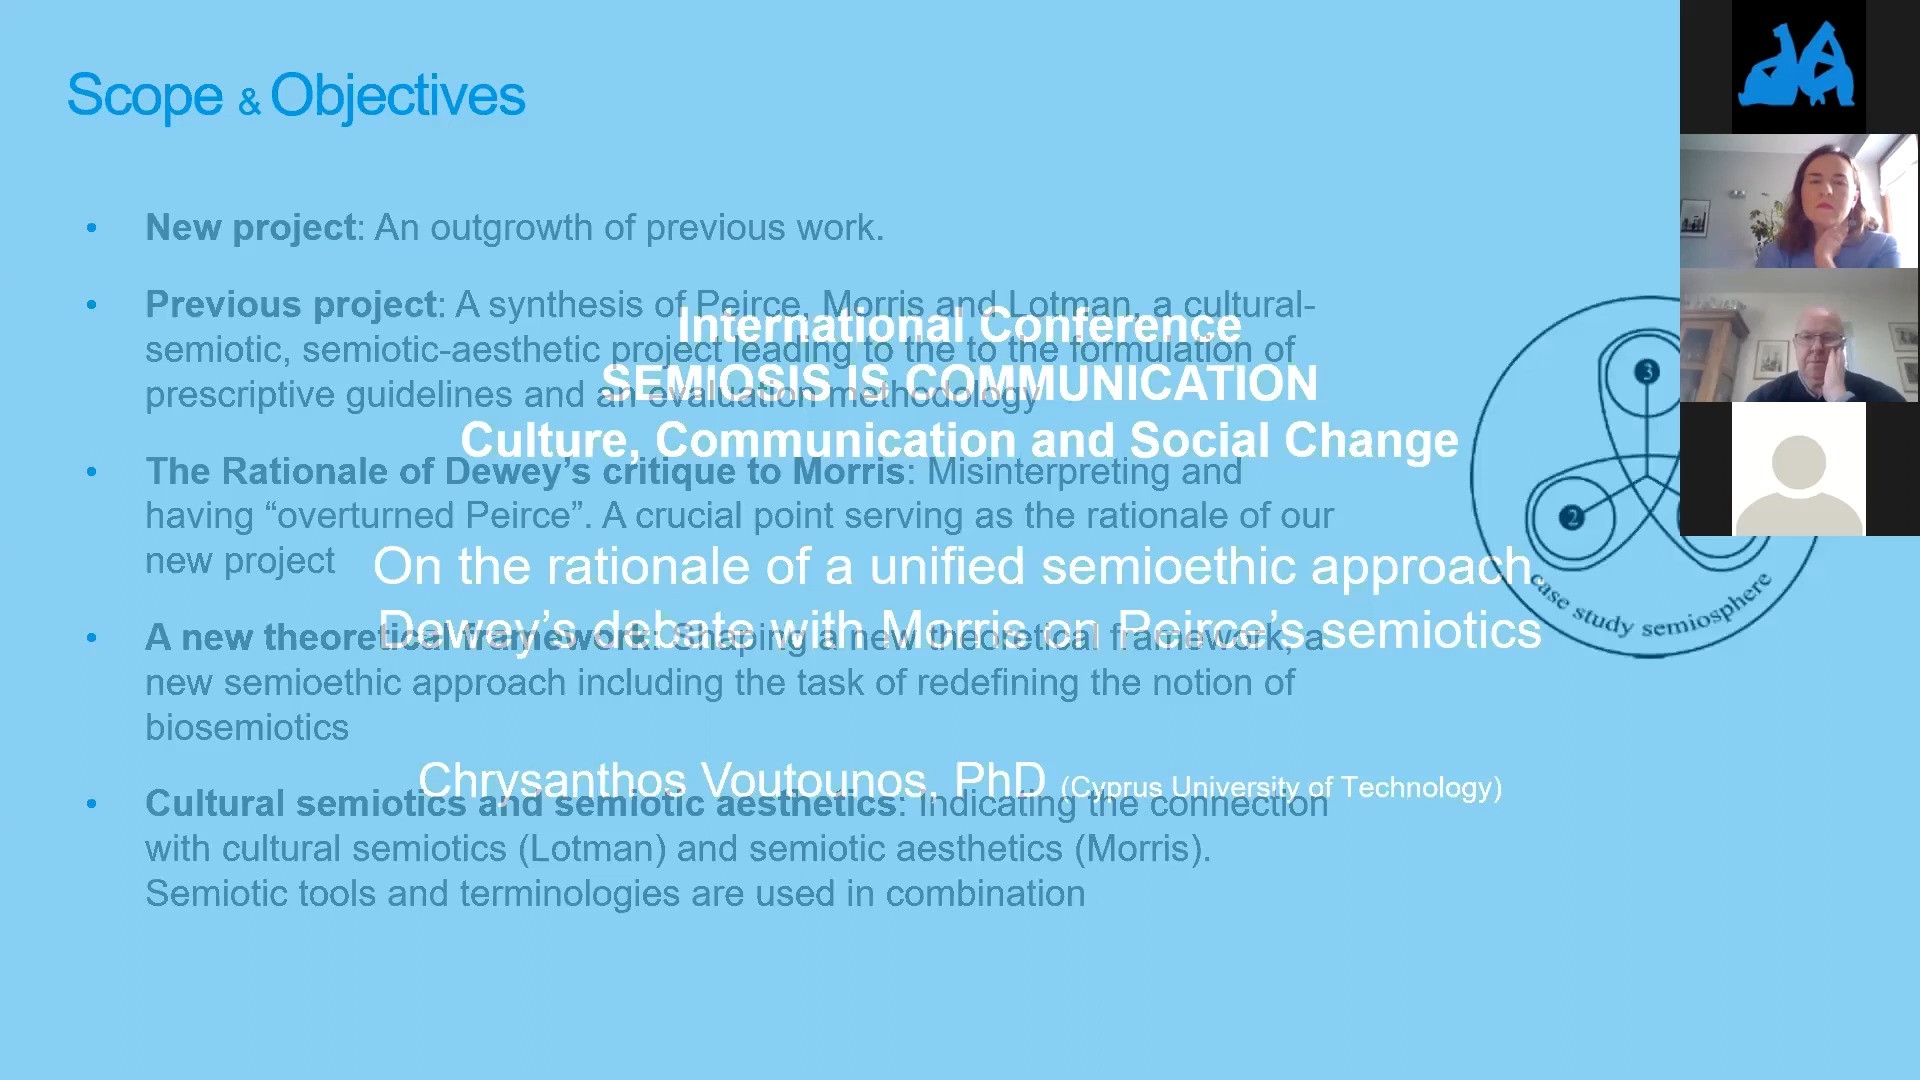 Scope & Objectives
• New project: An outgrowth of previous work.
• Previous project: A synthesis of Peirce, Morris and Lotman, a cultural-
semiotic, semiotic-aesthetic project leading to the to the formulation of
prescriptive guidelines and an evaluation methodology
• The Rationale of Dewey’s critique to Morris: Misinterpreting and
having “overturned Peirce”. A crucial point serving as the rationale of our
new project
• A new theoretical framework: Shaping a new theoretical framework, a
new semioethic approach including the task of redefining the notion of
biosemiotics
• Cultural semiotics and semiotic aesthetics: Indicating the connection
with cultural semiotics (Lotman) and semiotic aesthetics (Morris).
Semiotic tools and terminologies are used in combination
International Conference
SEMIOSIS IS COMMUNICATION
Culture, Communication and Social Change
On the rationale of a unified semioethic approach.
Dewey’s debate with Morris on Peirce’s semiotics
Chrysanthos Voutounos, PhD (Cyprus University of Technology)
3
2
case study semiosphere